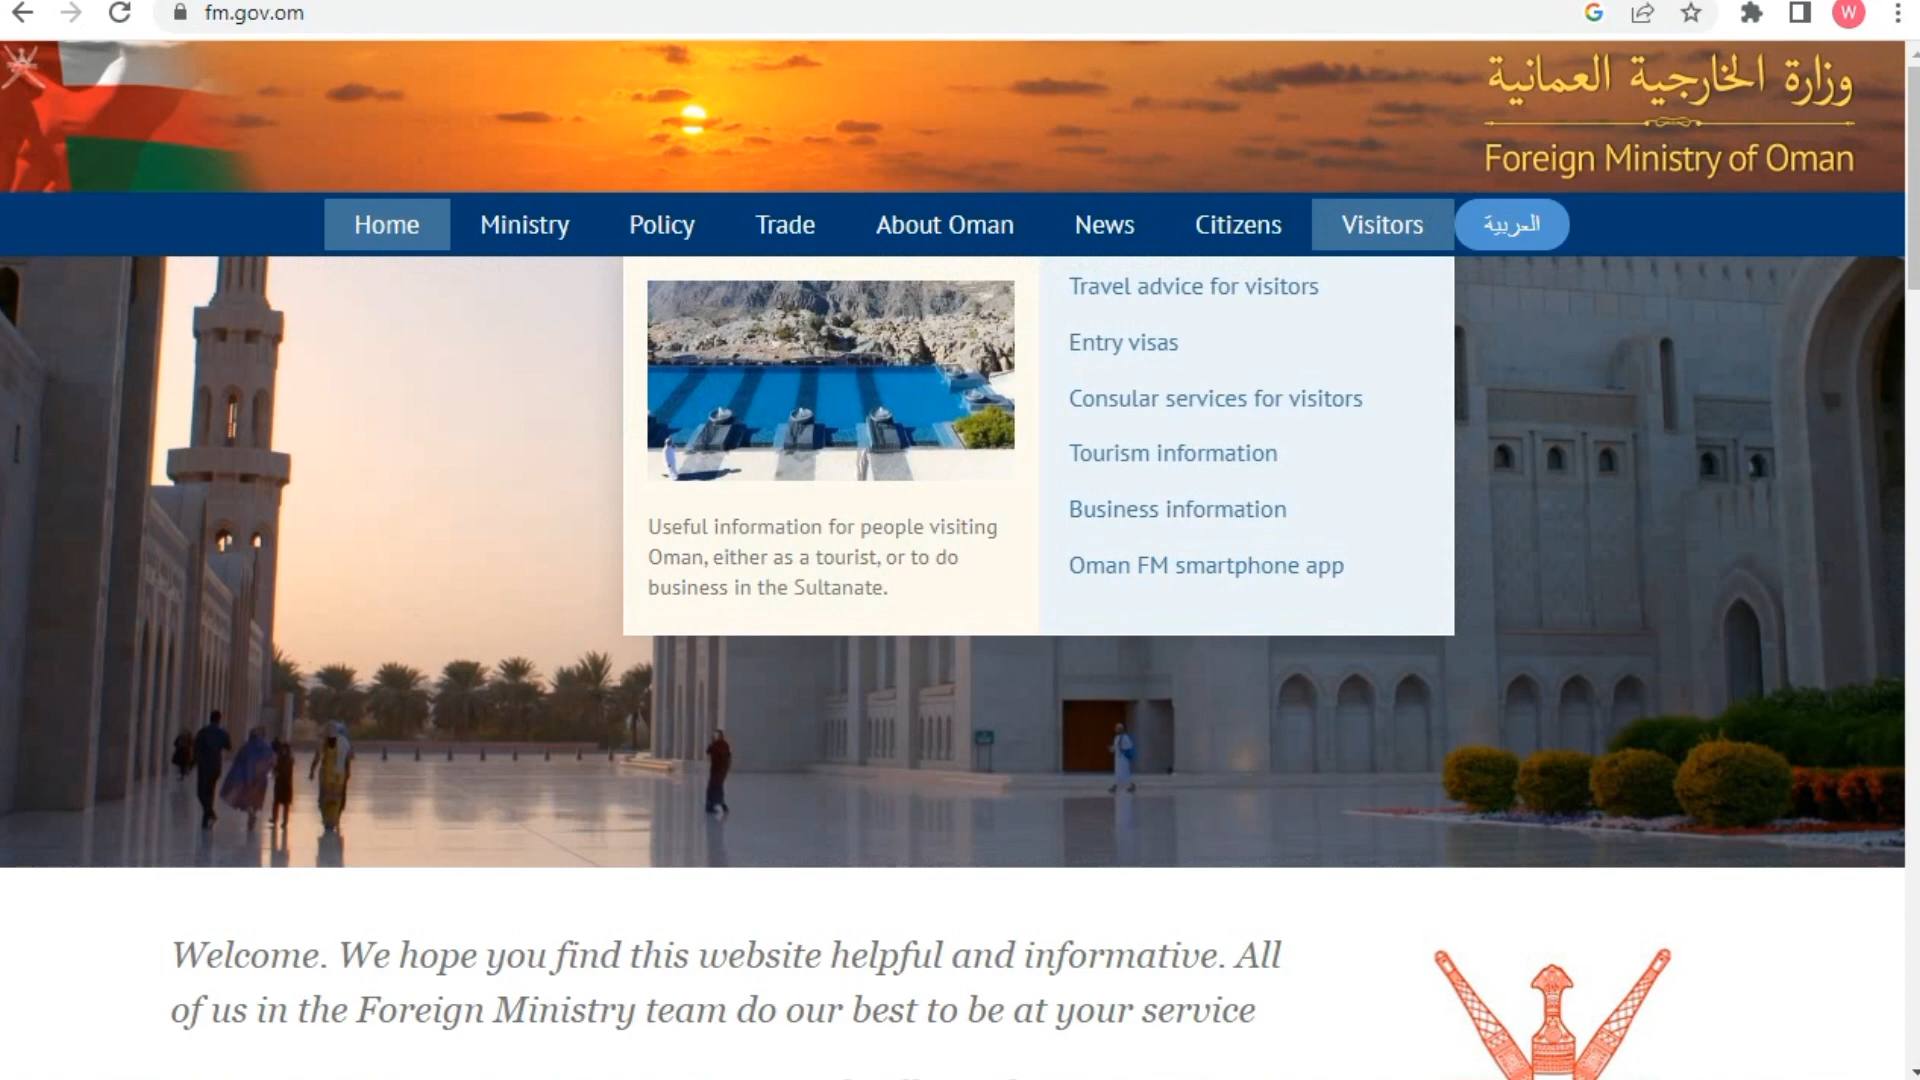 fm.gov.om
W
وزارة الخارجية العمانية
Foreign Ministry of Oman
Home
Ministry
Policy
Trade
About Oman
News
Citizens
Visitors
العربية
Useful information for people visiting
Oman, either as a tourist, or to do
business in the Sultanate.
Travel advice for visitors
Entry visas
Consular services for visitors
Tourism information
Business information
Oman FM smartphone app
Welcome. We hope you find this website helpful and informative. All
of us in the Foreign Ministry team do our best to be at your service